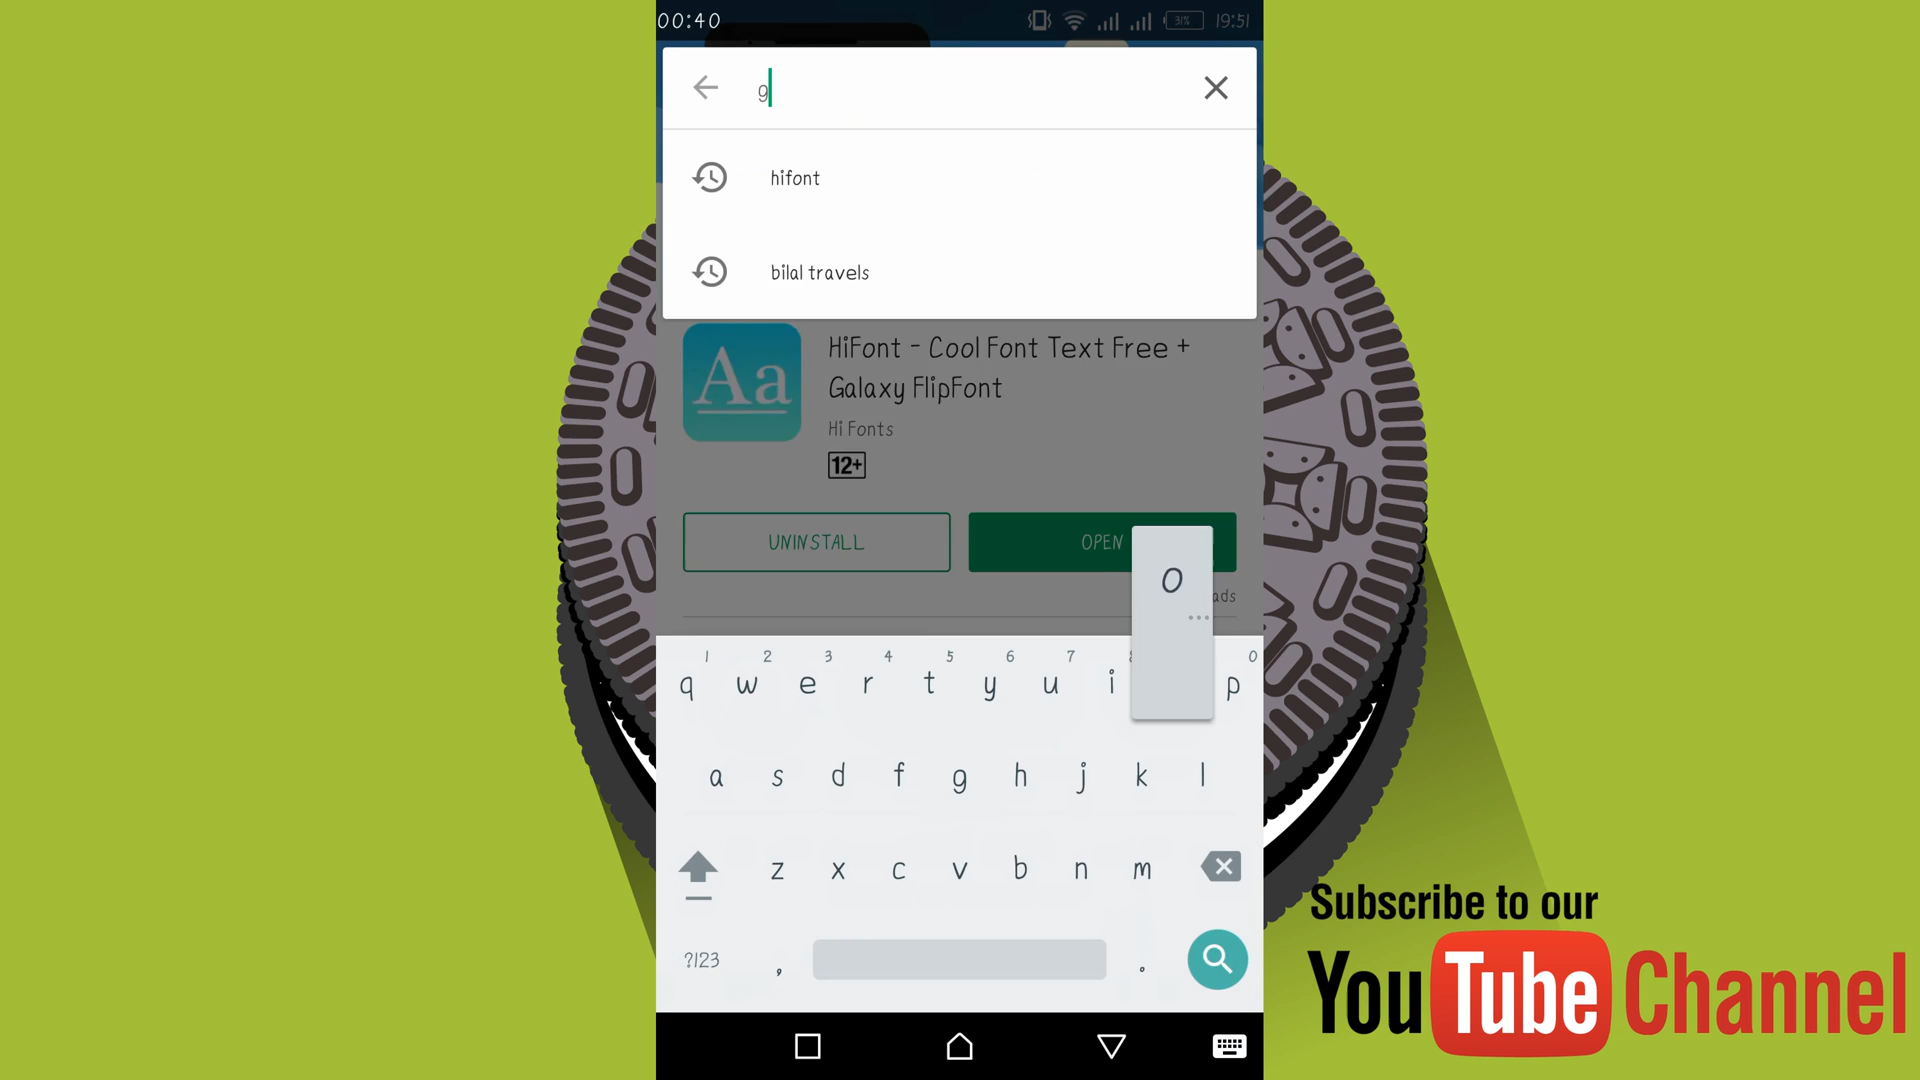 00:40
31%
19:51
g
hifont
bilal travels
Aa
HiFont - Cool Font Text Free +
Galaxy FlipFont
Hi Fonts
12+
UNINSTALL
OPEN
o
1 2 3 4 5 6 7 0
q w e r t y u i p
a s d f g h j k l
z x c v b n m
?123 , .
Subscribe to our
YouTube Channel